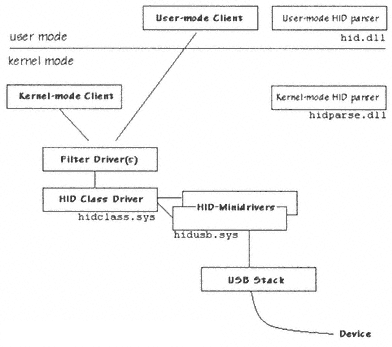 User-mode Client
User-mode HID parser
user mode
hid.dll
kernel mode
Kernel-mode Client
Kernel-mode HID parser
hidparse.dll
Filter Driver(s)
HID Class Driver
HID-Minidrivers
hidclass.sys
hidusb.sys
USB Stack
Device